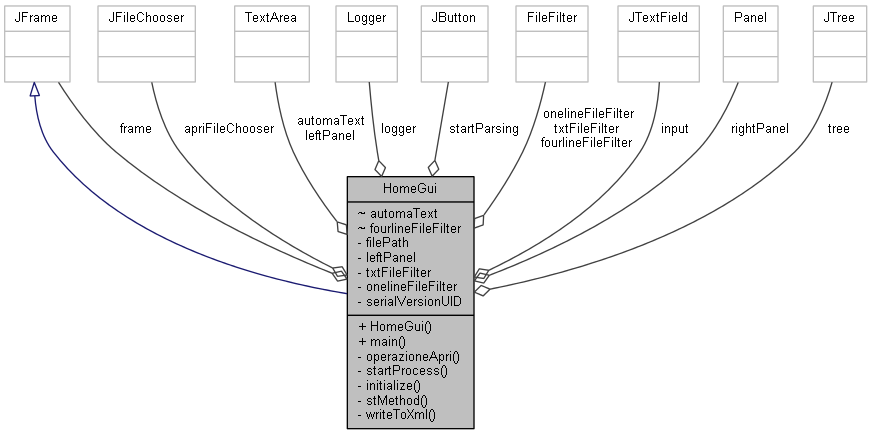 JFrame
JFileChooser
TextArea
Logger
JButton
FileFilter
JTextField
Panel
JTree
frame
apriFileChooser
automaText
leftPanel
logger
startParsing
onelineFileFilter
txtFileFilter
fourlineFileFilter
input
rightPanel
tree
HomeGui
~ automaText
~ fourlineFileFilter
- filePath
- leftPanel
- txtFileFilter
- onelineFileFilter
- serialVersionUID
+ HomeGui()
+ main()
- operazioneApri()
- startProcess()
- initialize()
- stMethod()
- writeToXml()